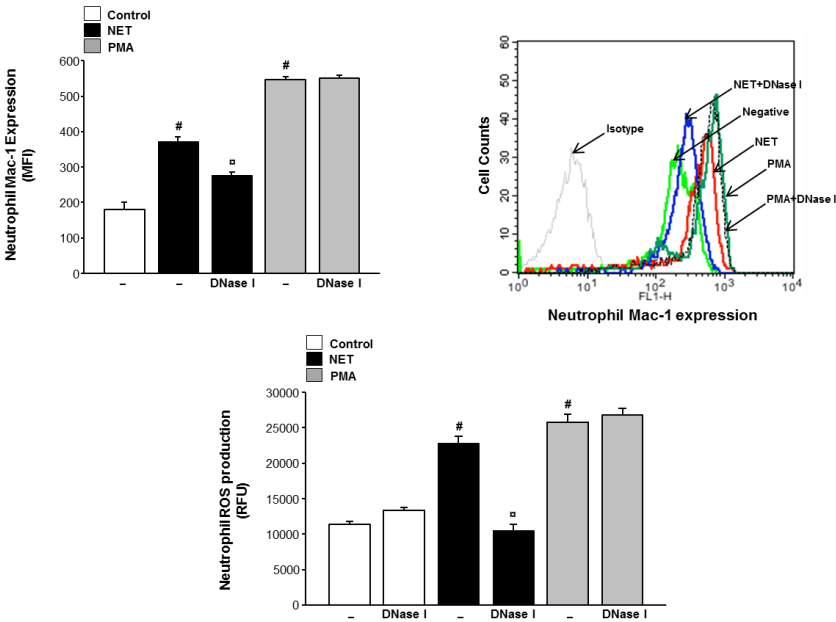 Control
NET
PMA
Neutrophil Mac-1 Expression
(MFI)
600
500
400
300
200
100
0
#
¤
#
–
–
DNase I
–
DNase I
Cell Counts
60
50
40
30
20
10
0
Isotype
NET+DNase I
Negative
NET
PMA
PMA+DNase I
10⁰
10¹
10²
10³
10⁴
FL1-H
Neutrophil Mac-1 expression
Control
NET
PMA
Neutrophil ROS production
(RFU)
30000
25000
20000
15000
10000
5000
0
#
¤
#
–
DNase I
–
DNase I
–
DNase I